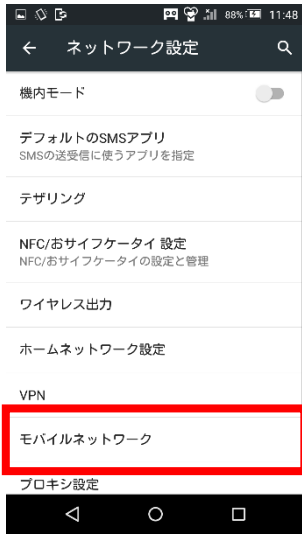 88% 11:48
ネットワーク設定
機内モード
デフォルトのSMSアプリ
SMSの送受信に使うアプリを指定
テザリング
NFC/おサイフケータイ 設定
NFC/おサイフケータイの設定と管理
ワイヤレス出力
ホームネットワーク設定
VPN
モバイルネットワーク
プロキシ設定